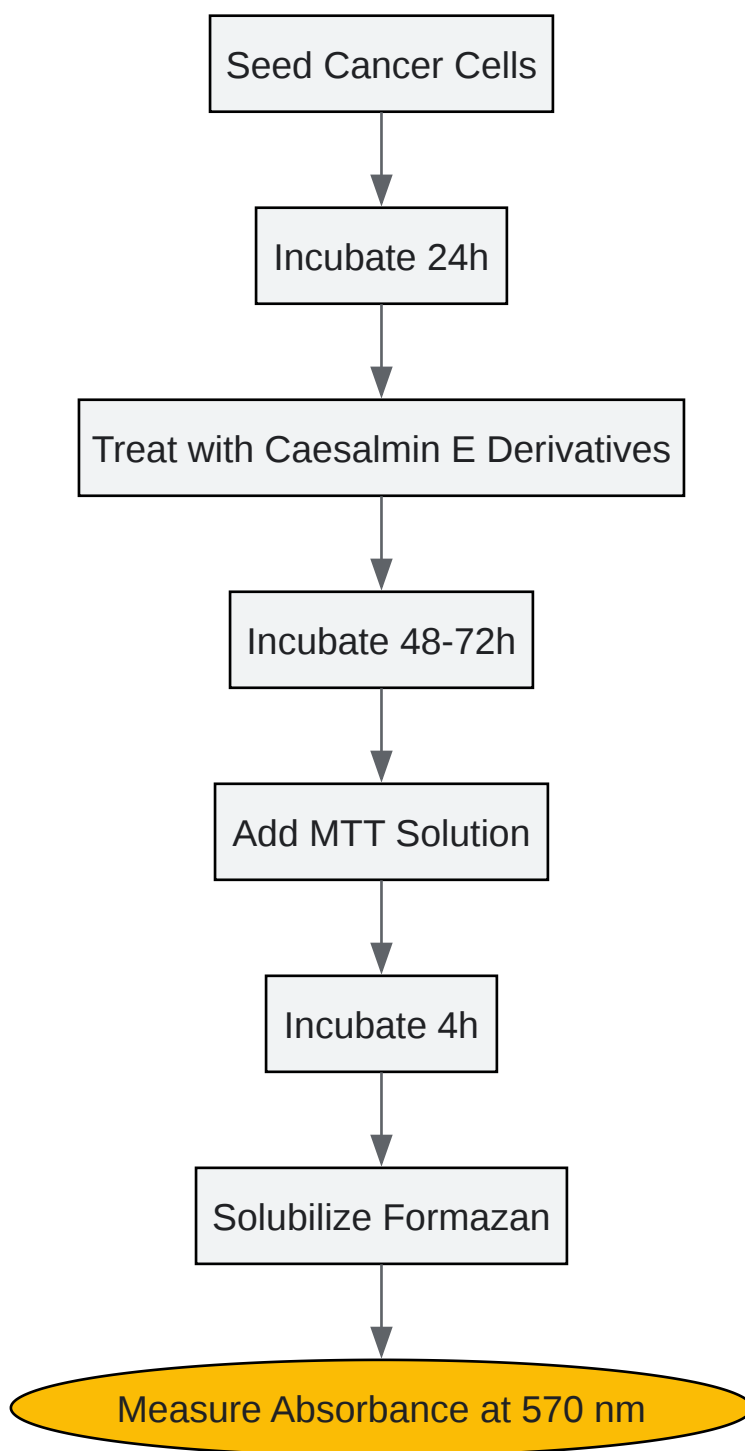 Seed Cancer Cells
Incubate 24h
Treat with Caesalmin E Derivatives
Incubate 48-72h
Add MTT Solution
Incubate 4h
Solubilize Formazan
Measure Absorbance at 570 nm